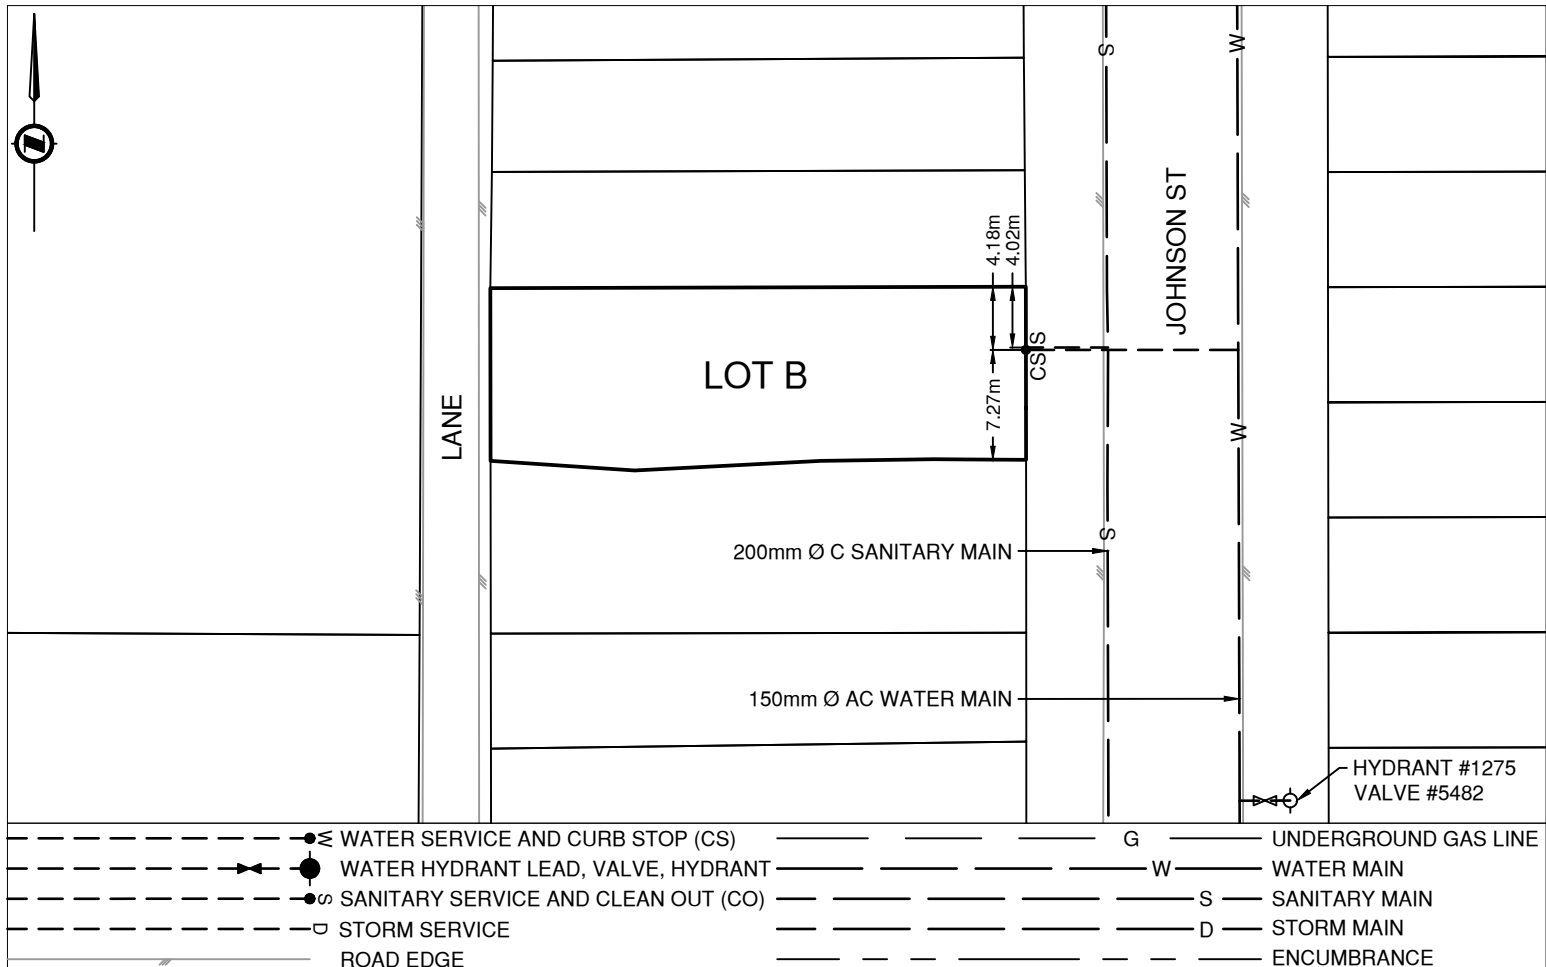 S
W
JOHNSON ST
4.18m
4.02m
S
CS
LOT B
7.27m
LANE
W
S
200mm Ø C SANITARY MAIN
150mm Ø AC WATER MAIN
HYDRANT #1275
VALVE #5482
W WATER SERVICE AND CURB STOP (CS)
WATER HYDRANT LEAD, VALVE, HYDRANT
S SANITARY SERVICE AND CLEAN OUT (CO)
D STORM SERVICE
ROAD EDGE
G UNDERGROUND GAS LINE
W WATER MAIN
S SANITARY MAIN
D STORM MAIN
ENCUMBRANCE